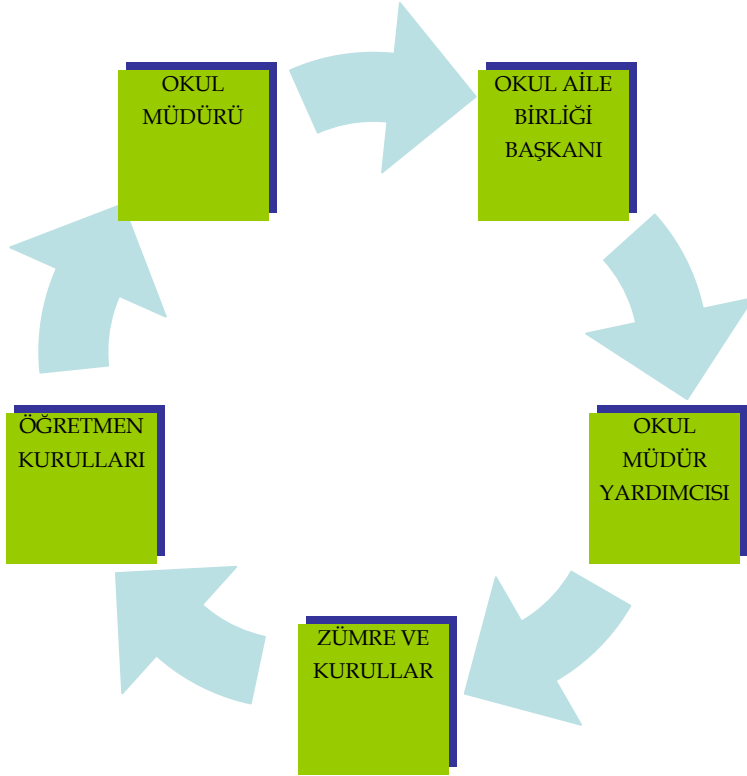 OKUL
MÜDÜRÜ
OKUL AİLE
BİRLİĞİ
BAŞKANI
OKUL
MÜDÜR
YARDIMCISI
ZÜMRE VE
KURULLAR
ÖĞRETMEN
KURULLARI